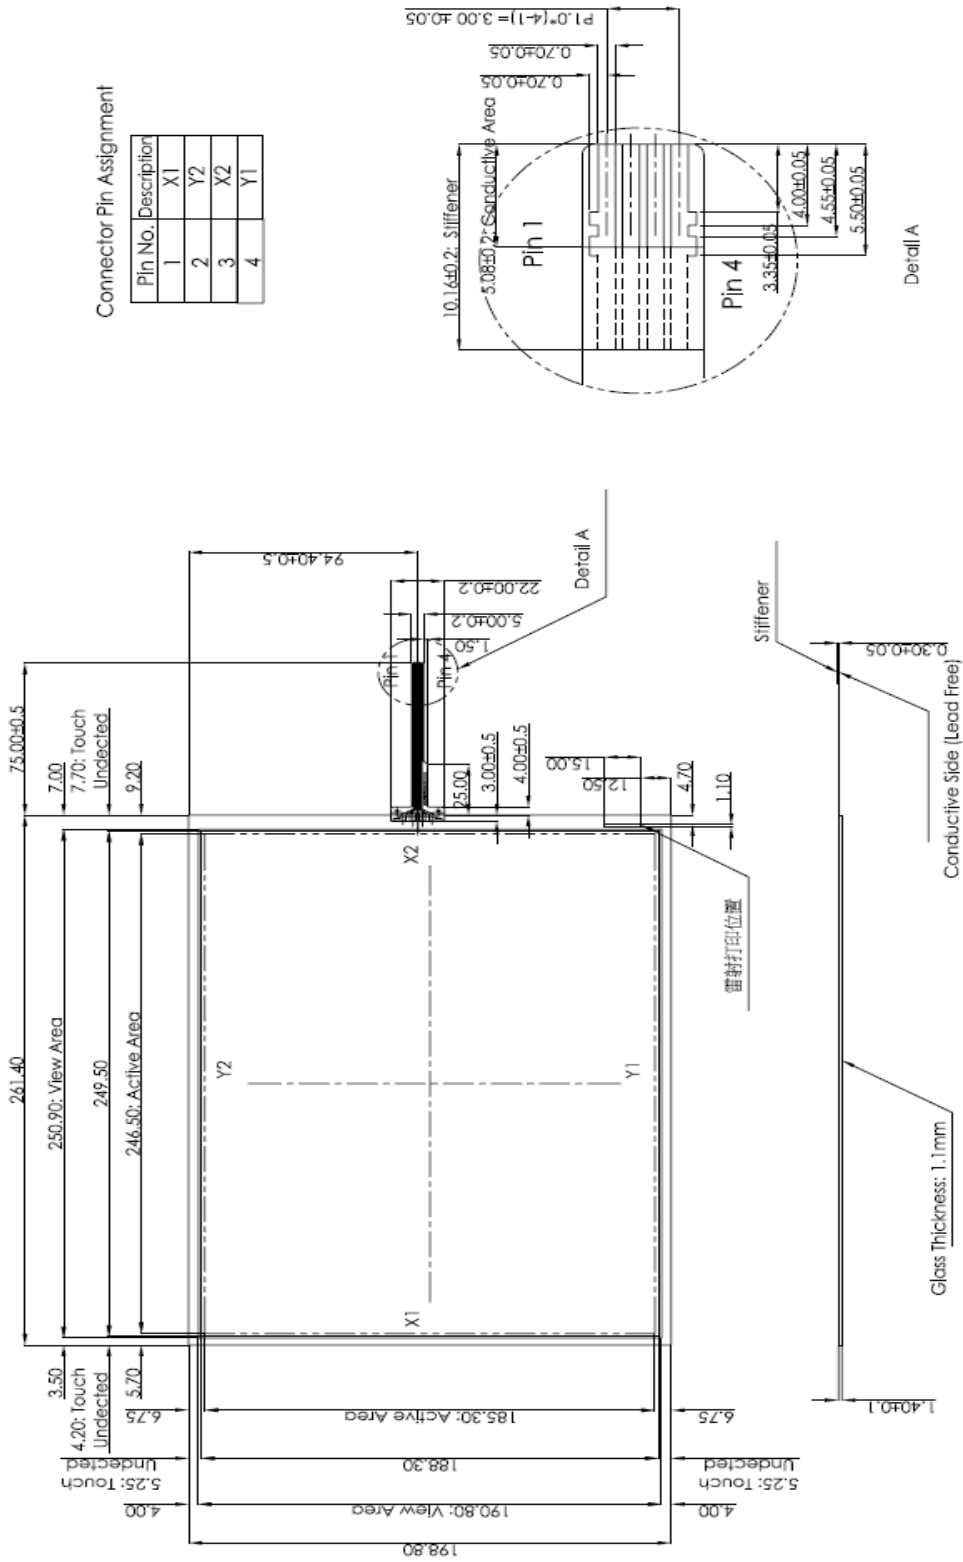 Connector Pin Assignment
Pin No. Description
1 X1
2 Y2
3 X2
4 Y1
10.16±0.2: Stiffener
5.08±0.2: Conductive Area
Pin 1
Pin 4
0.70±0.05
0.70±0.05
P1.0*(4-1)= 3.00 ±0.05
3.35±0.05
4.00±0.05
4.55±0.05
5.50±0.05
Detail A
261.40
75.00±0.5
3.50
250.90: View Area
7.00
4.20: Touch
Undected
249.50
7.70: Touch
Undected
5.70
246.50: Active Area
9.20
94.40±0.5
22.00±0.2
5.00±0.2
1.50
Pin 1
Pin 4
Detail A
25.00
3.00±0.5
4.00±0.5
15.00
12.50
4.70
1.10
X1
X2
Y2
Y1
雷射打印位置
6.75
185.30: Active Area
6.75
5.25: Touch
Undected
188.30
5.25: Touch
Undected
4.00
190.80: View Area
4.00
198.80
Stiffener
0.30±0.05
Conductive Side (Lead Free)
Glass Thickness: 1.1mm
1.40±0.1